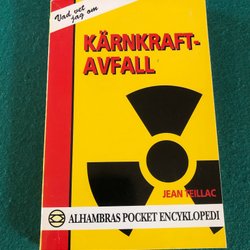 Vad vet
jag om
KÄRNKRAFT-
AVFALL
JEAN TEILLAC
ALHAMBRAS POCKET ENCYKLOPEDI